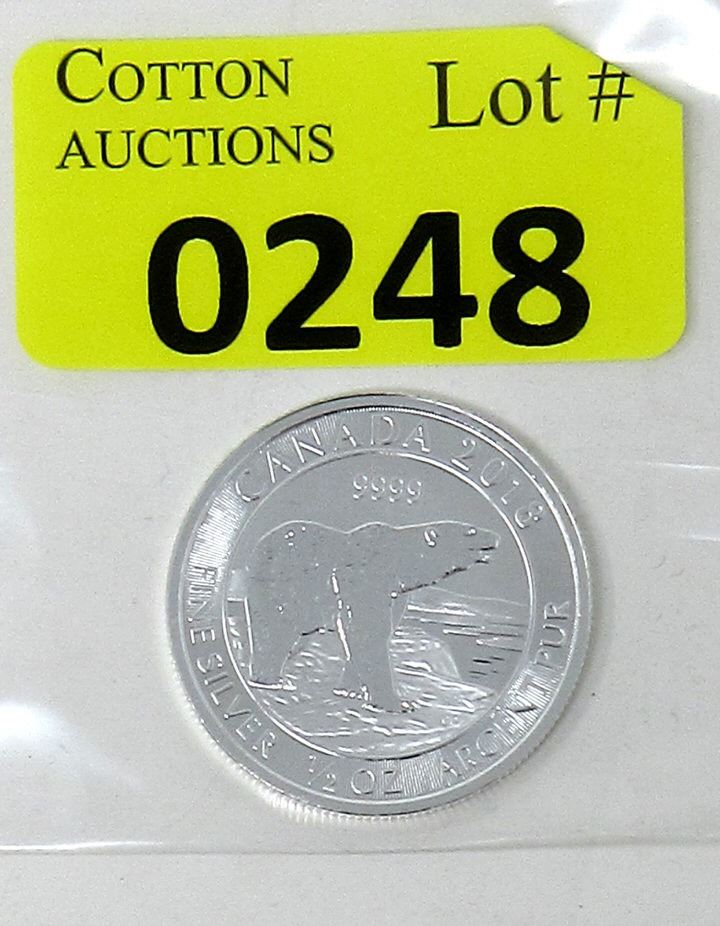 COTTON
AUCTIONS
Lot #
0248
CANADA 2018
9999
FINE SILVER 1/2 OZ ARGENT PUR